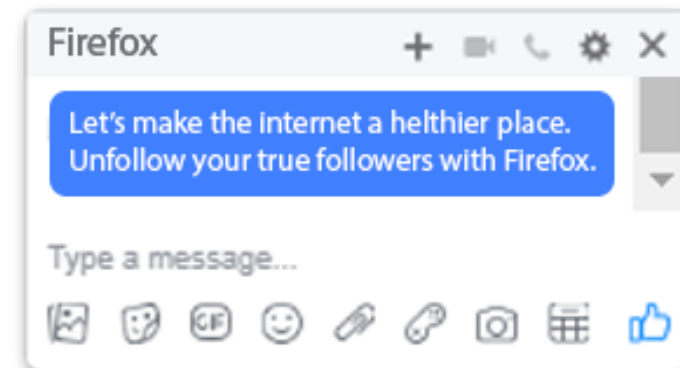 Firefox
Let's make the internet a helthier place.
Unfollow your true followers with Firefox.
Type a message...
GIF